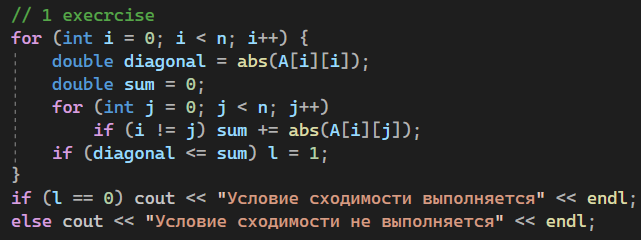 // 1 execrcise
for (int i = 0; i < n; i++) {
    double diagonal = abs(A[i][i]);
    double sum = 0;
    for (int j = 0; j < n; j++)
        if (i != j) sum += abs(A[i][j]);
    if (diagonal <= sum) l = 1;
}
if (l == 0) cout << "Условие сходимости выполняется" << endl;
else cout << "Условие сходимости не выполняется" << endl;